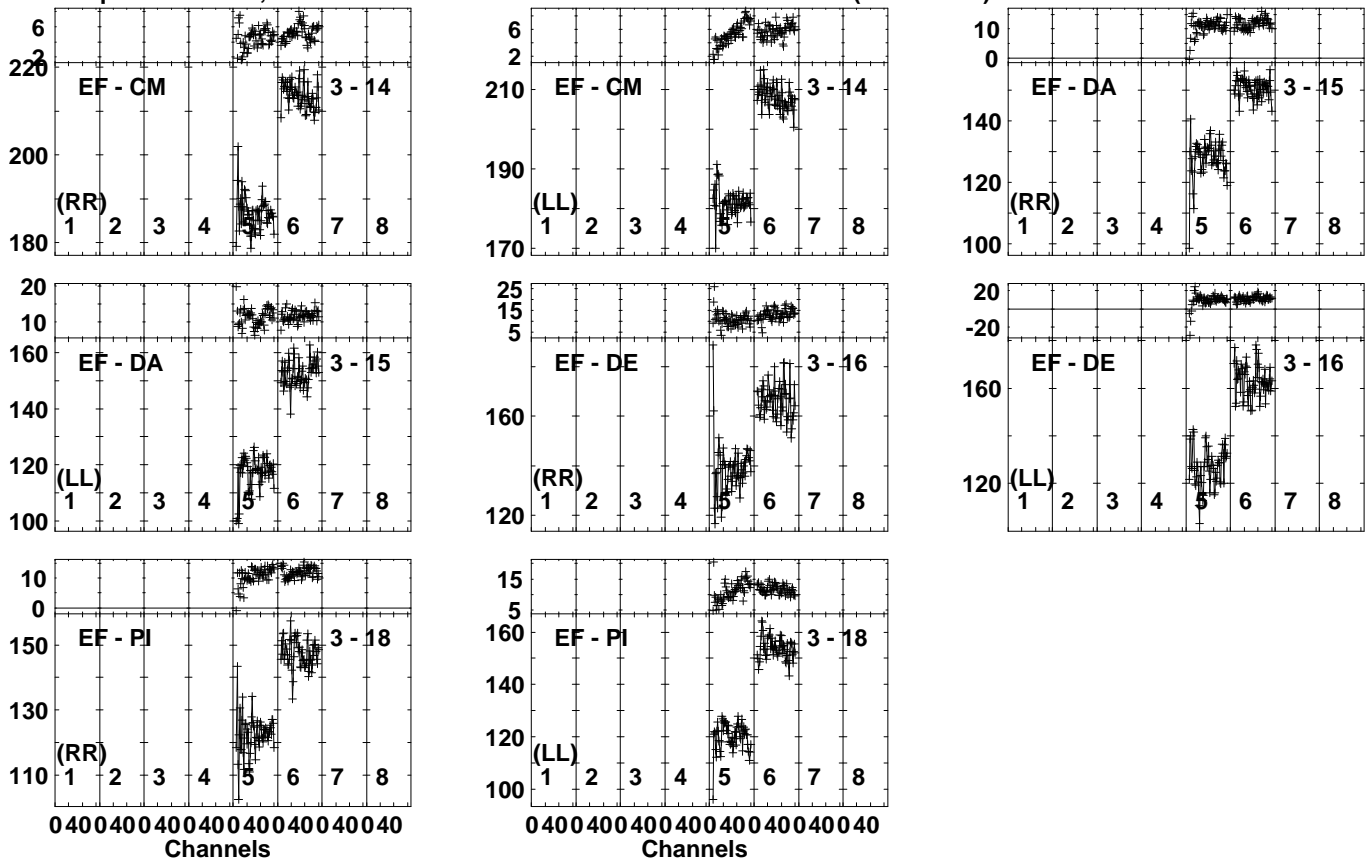 6 2 6 2 10 0
220 EF - CM 3 - 14 210 EF - CM 3 - 14 EF - DA 3 - 15
200 190 140
120
(RR) (LL) (RR)
180 1 2 3 4 5 6 7 8 170 1 2 3 4 5 6 7 8 100 1 2 3 4 5 6 7 8
20 10 25 15 5 20 -20
160 EF - DA 3 - 15 EF - DE 3 - 16 EF - DE 3 - 16
140 160 160
120
(LL) (RR) (LL)
100 1 2 3 4 5 6 7 8 120 1 2 3 4 5 6 7 8 120 1 2 3 4 5 6 7 8
10 0 15 5
150 EF - PI 3 - 18 160 EF - PI 3 - 18
140
130 120
(RR) (LL)
110 1 2 3 4 5 6 7 8 100 1 2 3 4 5 6 7 8
0 40 0 40 0 40 0 40 0 40 0 40 0 40 0 40 0 40 0 40 0 40 0 40 0 40 0 40 0 40 0 40
Channels Channels